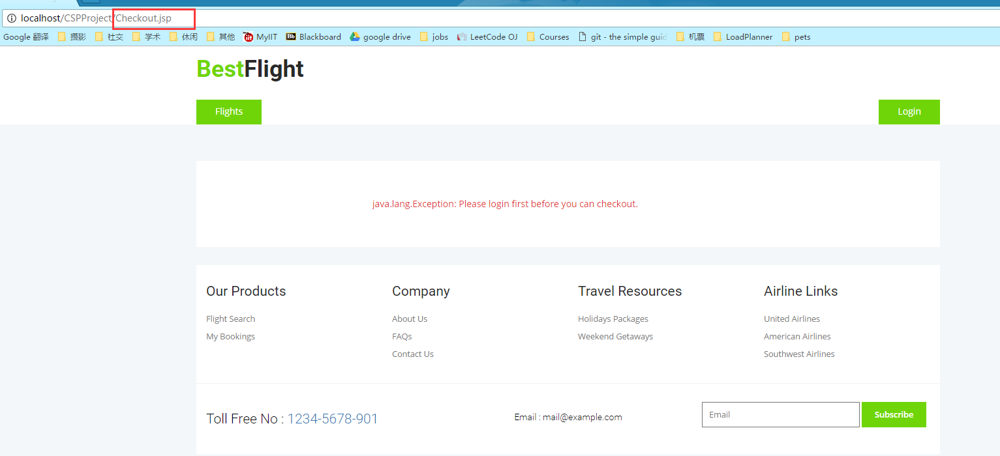 localhost/CSPProject/Checkout.jsp
Google 翻译 摄影 社交 学术 休闲 其他 MyIIT Bb Blackboard google drive jobs LeetCode OJ Courses git - the simple guid 机票 LoadPlanner pets
BestFlight
Flights Login
java.lang.Exception: Please login first before you can checkout.
Our Products Company Travel Resources Airline Links
Flight Search About Us Holidays Packages United Airlines
My Bookings FAQs Weekend Getaways American Airlines
Contact Us Southwest Airlines
Toll Free No : 1234-5678-901 Email : mail@example.com Email Subscribe